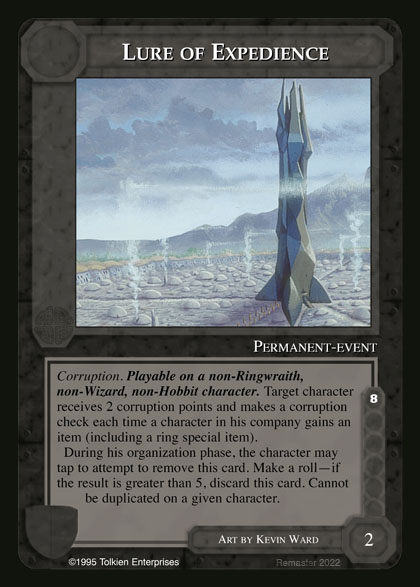 LURE OF EXPEDIENCE
PERMANENT-EVENT
Corruption. Playable on a non-Ringwraith,
non-Wizard, non-Hobbit character. Target character
receives 2 corruption points and makes a corruption
check each time a character in his company gains an
item (including a ring special item).
During his organization phase, the character may
tap to attempt to remove this card. Make a roll—if
the result is greater than 5, discard this card. Cannot
be duplicated on a given character.
8
ART BY KEVIN WARD
2
©1995 Tolkien Enterprises
Remaster 2022